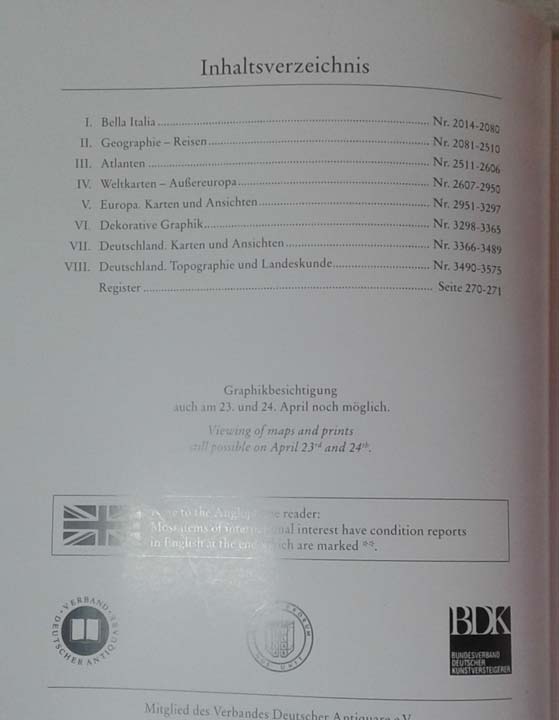 Inhaltsverzeichnis
I. Bella Italia Nr. 2014-2080
II. Geographie – Reisen Nr. 2081-2510
III. Atlanten Nr. 2511-2606
IV. Weltkarten – Außereuropa Nr. 2607-2950
V. Europa. Karten und Ansichten Nr. 2951-3297
VI. Dekorative Graphik Nr. 3298-3365
VII. Deutschland. Karten und Ansichten Nr. 3366-3489
VIII. Deutschland. Topographie und Landeskunde Nr. 3490-3575
Register Seite 270-271
Graphikbesichtigung
auch am 23. und 24. April noch möglich.
Viewing of maps and prints
still possible on April 23rd and 24th.
to the reader:
Most items of interest have condition reports
in English at the end which are marked **.
VERBAND
DEUTSCHER ANTIQUARE
BDK
BUNDESVERBAND
DEUTSCHER
KUNSTVERSTEIGERER
Mitglied des Verbandes Deutscher Antiquare e.V.